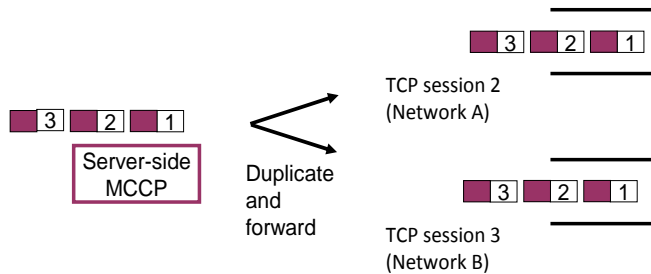 3 2 1
TCP session 2
(Network A)
3 2 1
Server-side
MCCP
Duplicate
and
forward
3 2 1
TCP session 3
(Network B)